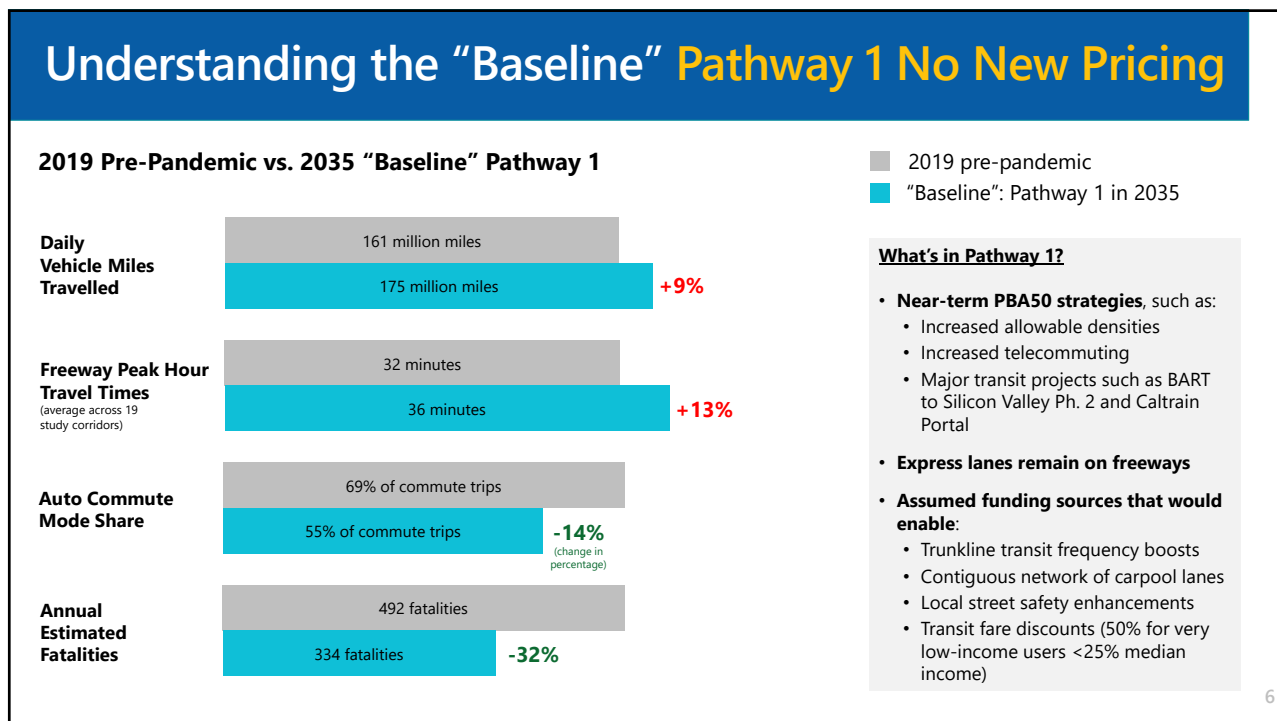 Understanding the “Baseline” Pathway 1 No New Pricing
2019 Pre-Pandemic vs. 2035 “Baseline” Pathway 1
2019 pre-pandemic
“Baseline”: Pathway 1 in 2035
Daily
Vehicle Miles
Travelled
161 million miles
175 million miles
+9%
Freeway Peak Hour
Travel Times
(average across 19
study corridors)
32 minutes
36 minutes
+13%
Auto Commute
Mode Share
69% of commute trips
55% of commute trips
-14%
(change in
percentage)
Annual
Estimated
Fatalities
492 fatalities
334 fatalities
-32%
What’s in Pathway 1?
• Near-term PBA50 strategies, such as:
• Increased allowable densities
• Increased telecommuting
• Major transit projects such as BART
to Silicon Valley Ph. 2 and Caltrain
Portal
• Express lanes remain on freeways
• Assumed funding sources that would
enable:
• Trunkline transit frequency boosts
• Contiguous network of carpool lanes
• Local street safety enhancements
• Transit fare discounts (50% for very
low-income users <25% median
income)
6